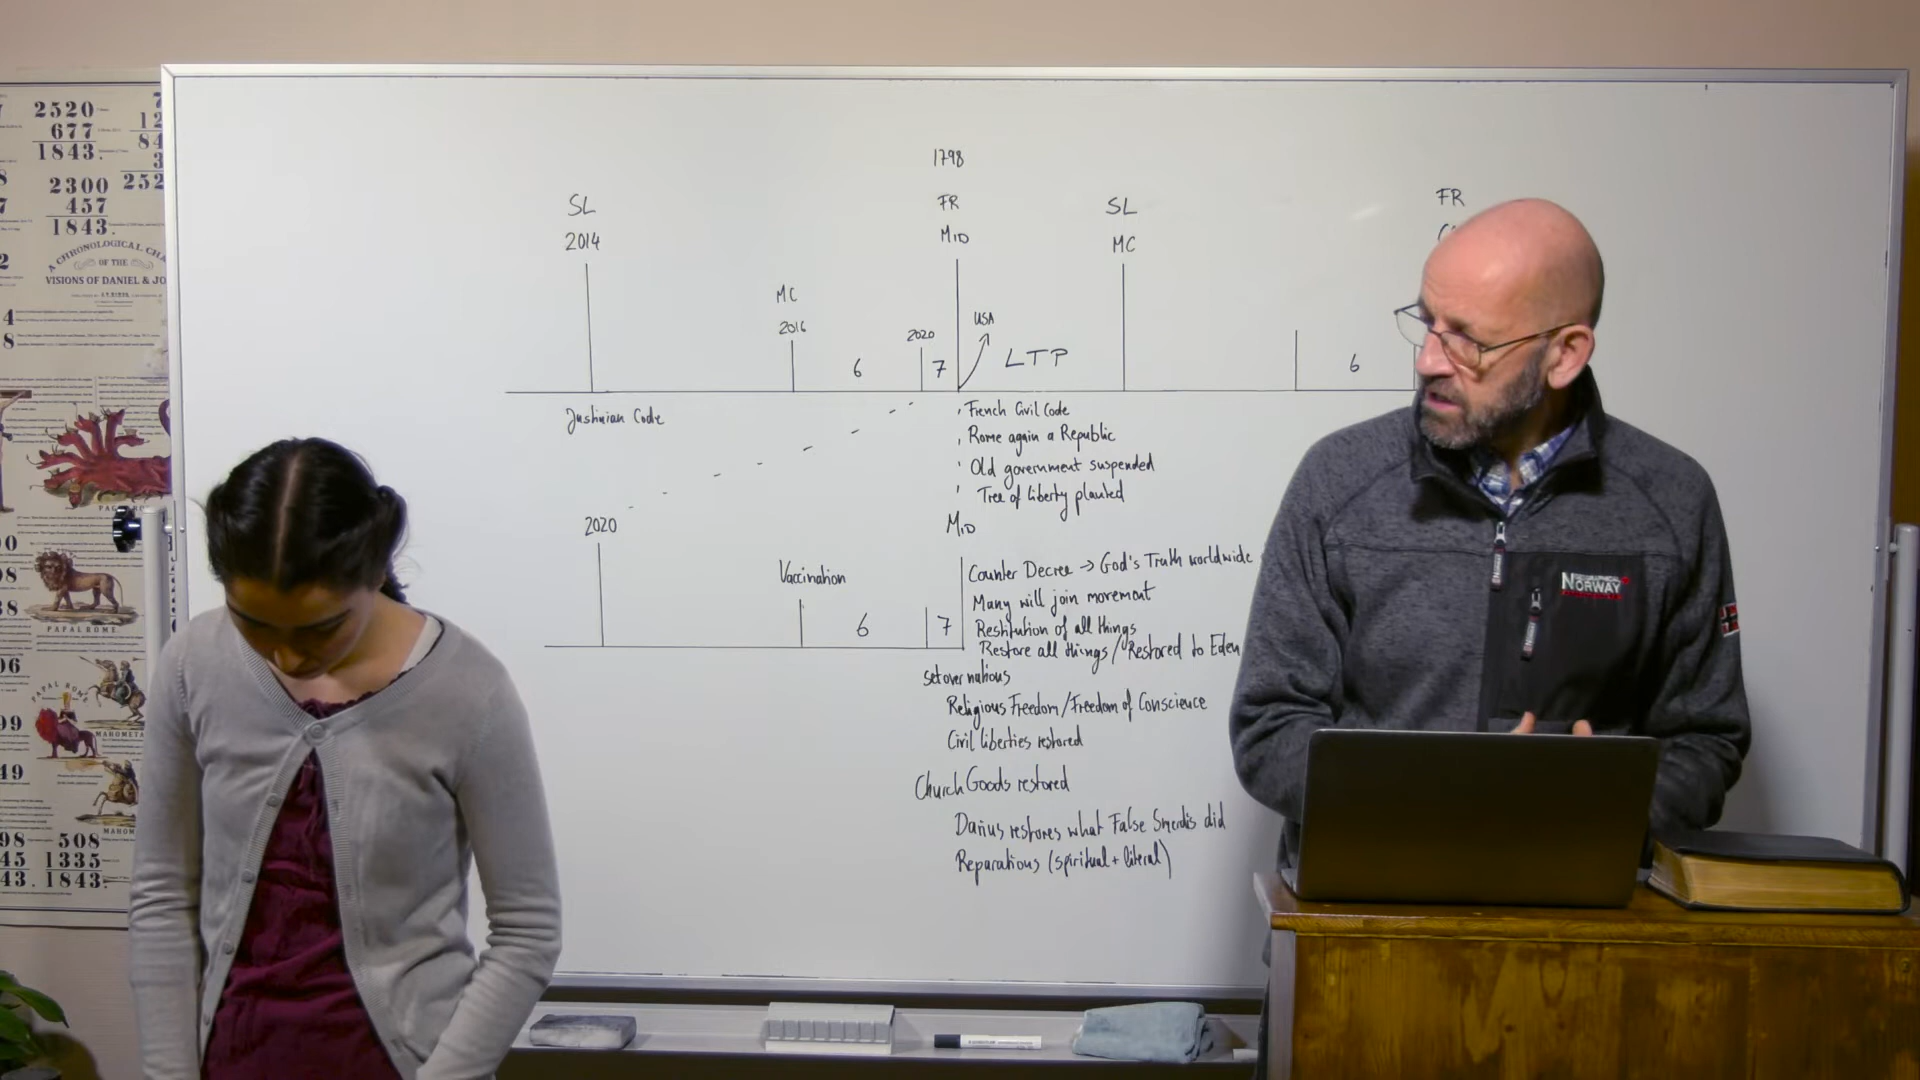 2520
677
1843.
2300
457
1843.
252
A CHRONOLOGICAL CHA
OF THE
VISIONS OF DANIEL & JO
PAPAL ROME.
PAPAL ROME
MAHOMETA
MAHOM
508
1335
1843.
1798
SL
FR
SL
FR
2014
MID
MC
MC
2016
2020
USA
6
7
LTP
6
Justinian Code
French Civil Code
Rome again a Republic
Old government suspended
Tree of liberty planted
2020
MID
Vaccination
Counter Decree → God's Truth worldwide
Many will join movement
6
7
Restitution of all things
Restore all things / Restored to Eden
set over nations
Religious Freedom / Freedom of Conscience
Civil liberties restored
Church Goods restored
Darius restores what False Smerdis did
Reparations (spiritual + literal)
NORWAY